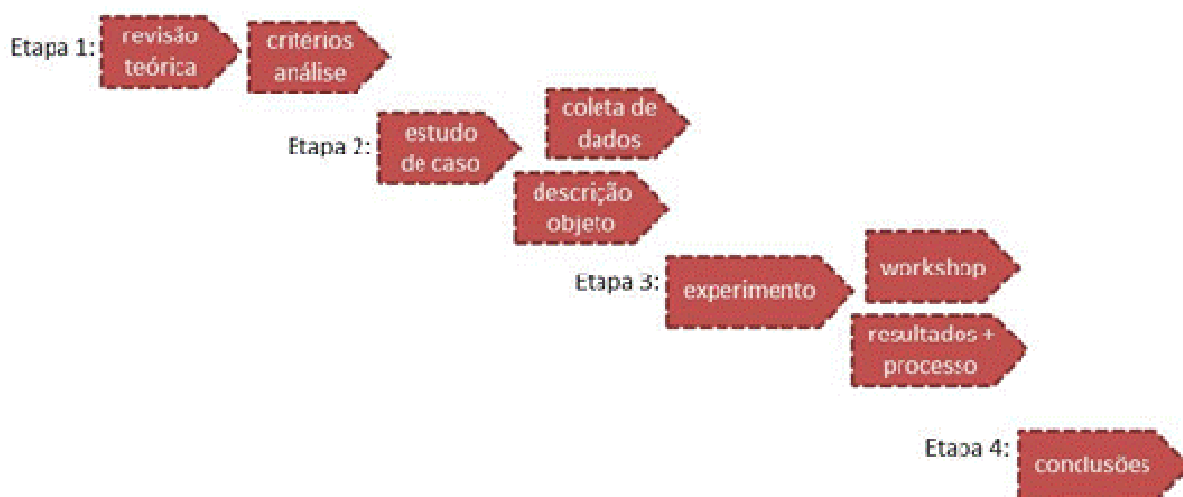 Etapa 1:
revisão
teórica
critérios
análise
Etapa 2:
estudo
de caso
coleta de
dados
descrição
objeto
Etapa 3:
experimento
workshop
resultados +
processo
Etapa 4:
conclusões